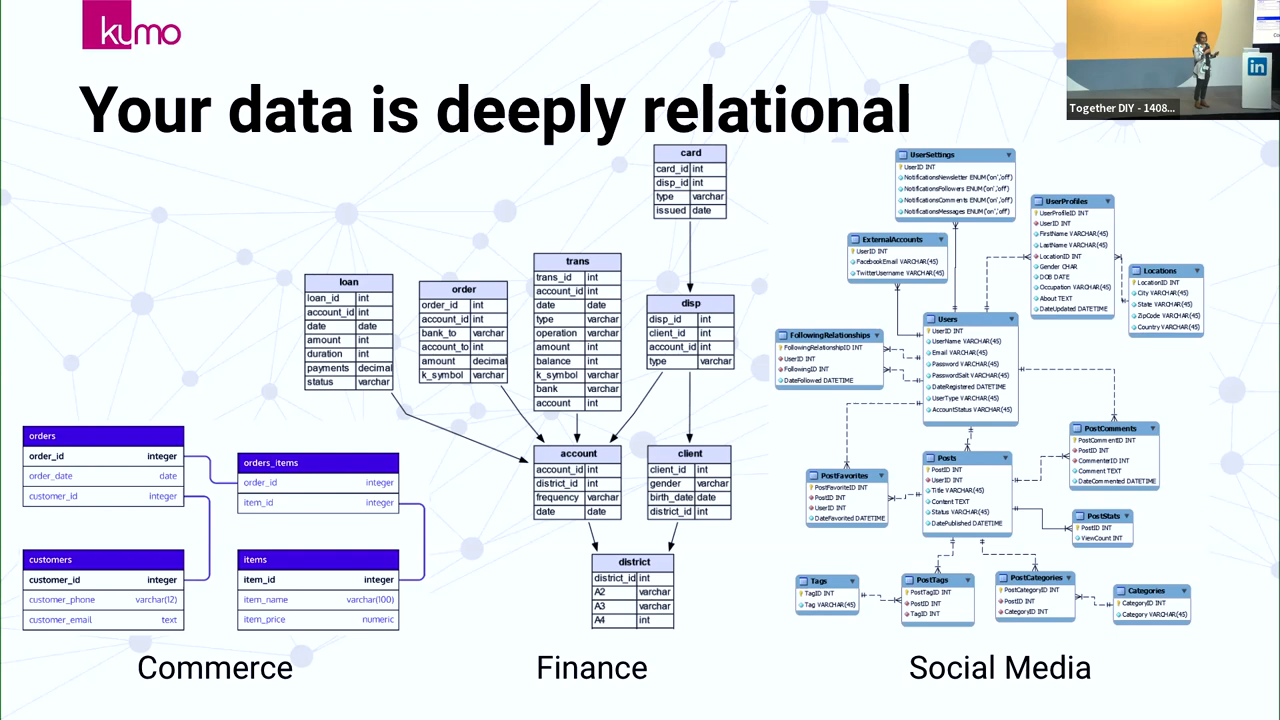 kumo
Your data is deeply relational
in
Together DIY - 1408...
card
card_id int
disp_id int
type varchar
issued date
loan
loan_id int
account_id int
date date
amount int
duration int
payments decimal
status varchar
order
order_id int
account_id int
bank_to varchar
account_to int
amount decimal
k_symbol varchar
trans
trans_id int
account_id int
date date
type varchar
operation varchar
amount int
balance int
k_symbol varchar
bank varchar
account int
disp
disp_id int
client_id int
account_id int
type varchar
account
account_id int
district_id int
frequency varchar
date date
client
client_id int
gender varchar
birth_date date
district_id int
district
district_id int
A2 varchar
A3 varchar
A4 int
orders
order_id integer
order_date date
customer_id integer
orders_items
order_id integer
item_id integer
customers
customer_id integer
customer_phone varchar(12)
customer_email text
items
item_id integer
item_name varchar(100)
item_price numeric
UserSettings
UserID INT
NotificationsNewsletter ENUM('on','off')
NotificationsFollowers ENUM('on','off')
NotificationsComments ENUM('on','off')
NotificationsMessages ENUM('on','off')
UserProfiles
UserProfileID INT
UserID INT
FirstName VARCHAR(45)
LastName VARCHAR(45)
LocationID INT
Gender CHAR
DOB DATE
Occupation VARCHAR(45)
About TEXT
DateUpdated DATETIME
ExternalAccounts
UserID INT
FacebookEmail VARCHAR(45)
TwitterUsername VARCHAR(45)
Locations
LocationID INT
City VARCHAR(45)
State VARCHAR(45)
ZipCode VARCHAR(45)
Country VARCHAR(45)
Users
UserID INT
UserName VARCHAR(45)
Email VARCHAR(45)
Password VARCHAR(45)
PasswordSalt VARCHAR(45)
DateRegistered DATETIME
UserType VARCHAR(45)
AccountStatus VARCHAR(45)
FollowingRelationships
FollowingRelationshipID INT
UserID INT
FollowingID INT
DateFollowed DATETIME
PostComments
PostCommentID INT
PostID INT
CommenterID INT
Comment TEXT
DateCommented DATETIME
Posts
PostID INT
UserID INT
Title VARCHAR(45)
Content TEXT
Status VARCHAR(45)
DatePublished DATETIME
PostFavorites
PostFavoriteID INT
PostID INT
UserID INT
DateFavorited DATETIME
PostStats
PostID INT
ViewCount INT
Tags
TagID INT
Tag VARCHAR(45)
PostTags
PostTagID INT
PostID INT
TagID INT
PostCategories
PostCategoryID INT
PostID INT
CategoryID INT
Categories
CategoryID INT
Category VARCHAR(45)
Commerce
Finance
Social Media